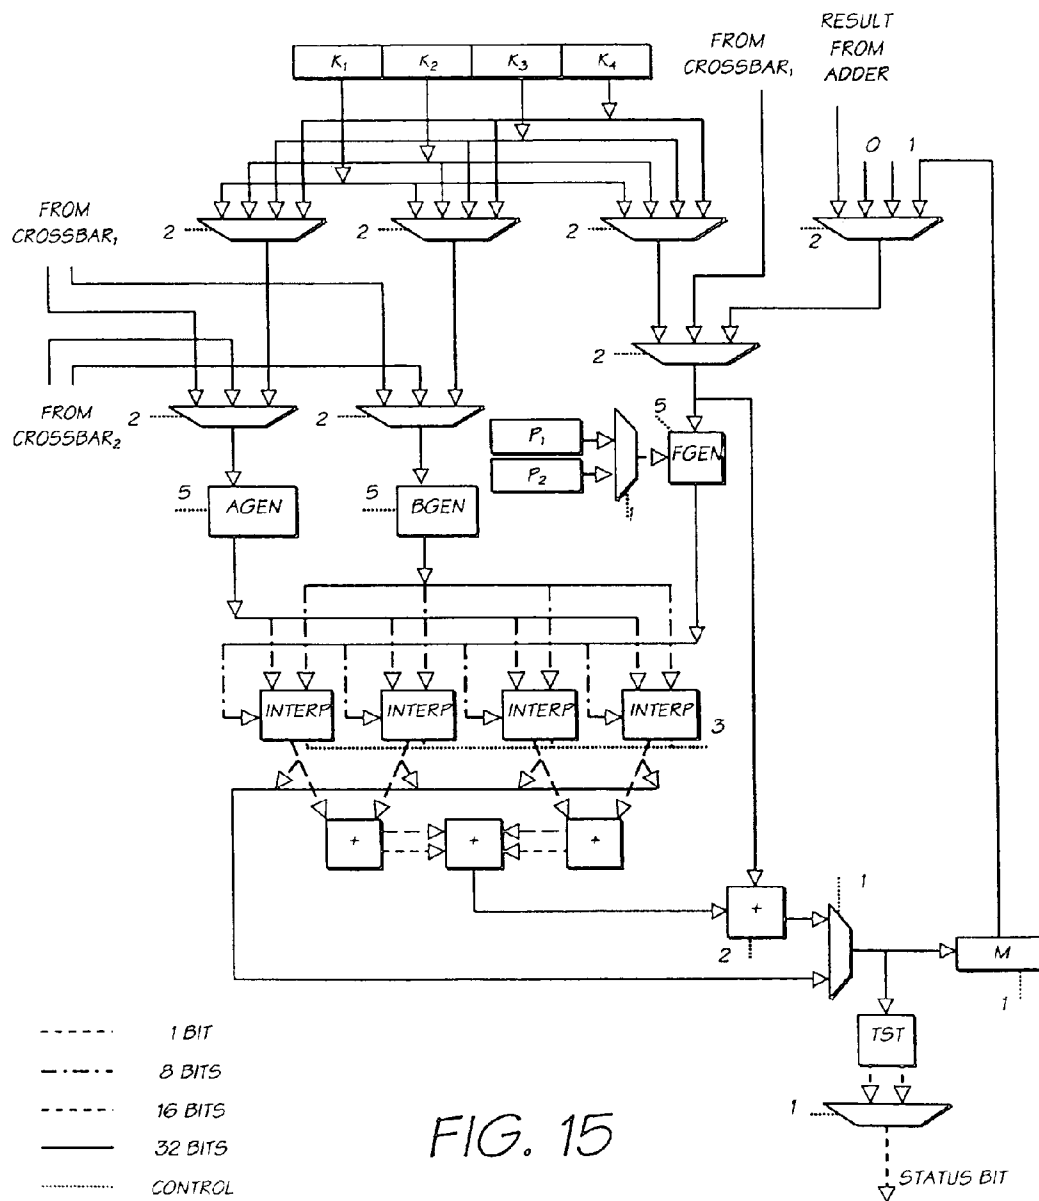 RESULT
FROM
ADDER
FROM
CROSSBAR₁
K₁ K₂ K₃ K₄
0 1
FROM
CROSSBAR₁
2 2 2 2
2
FROM
CROSSBAR₂
2 2
P₁
P₂
5
FGEN
1
5 AGEN
5 BGEN
INTERP INTERP INTERP INTERP
3
+ + +
+
2
1
M
1
TST
1
STATUS BIT
1 BIT
8 BITS
16 BITS
32 BITS
CONTROL
FIG. 15